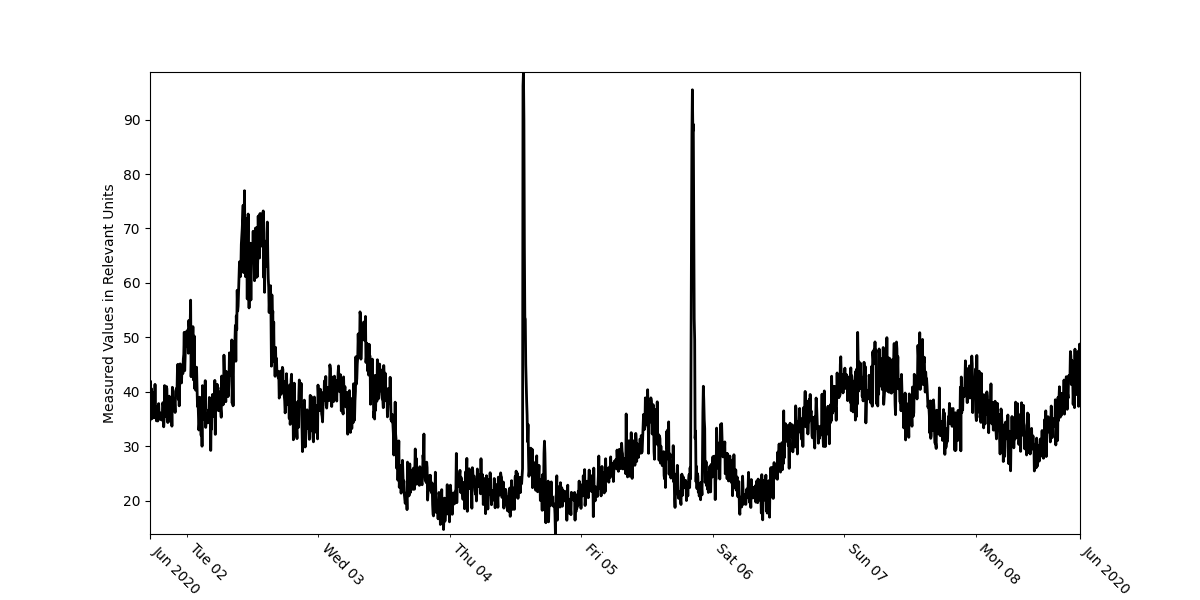 Measured Values in Relevant Units
90
80
70
60
50
40
30
20
Jun 2020
Tue 02
Wed 03
Thu 04
Fri 05
Sat 06
Sun 07
Mon 08
Jun 2020